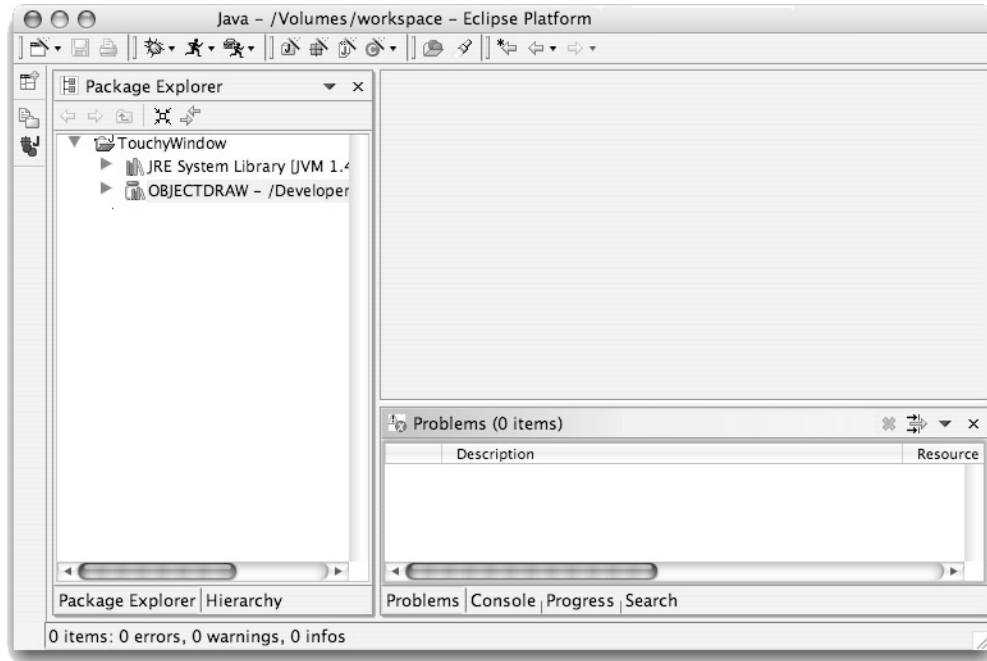 Java – /Volumes/workspace – Eclipse Platform
Package Explorer
TouchyWindow
JRE System Library [JVM 1.4
OBJECTDRAW – /Developer
Problems (0 items)
Description Resource
Package Explorer Hierarchy
Problems Console Progress Search
0 items: 0 errors, 0 warnings, 0 infos